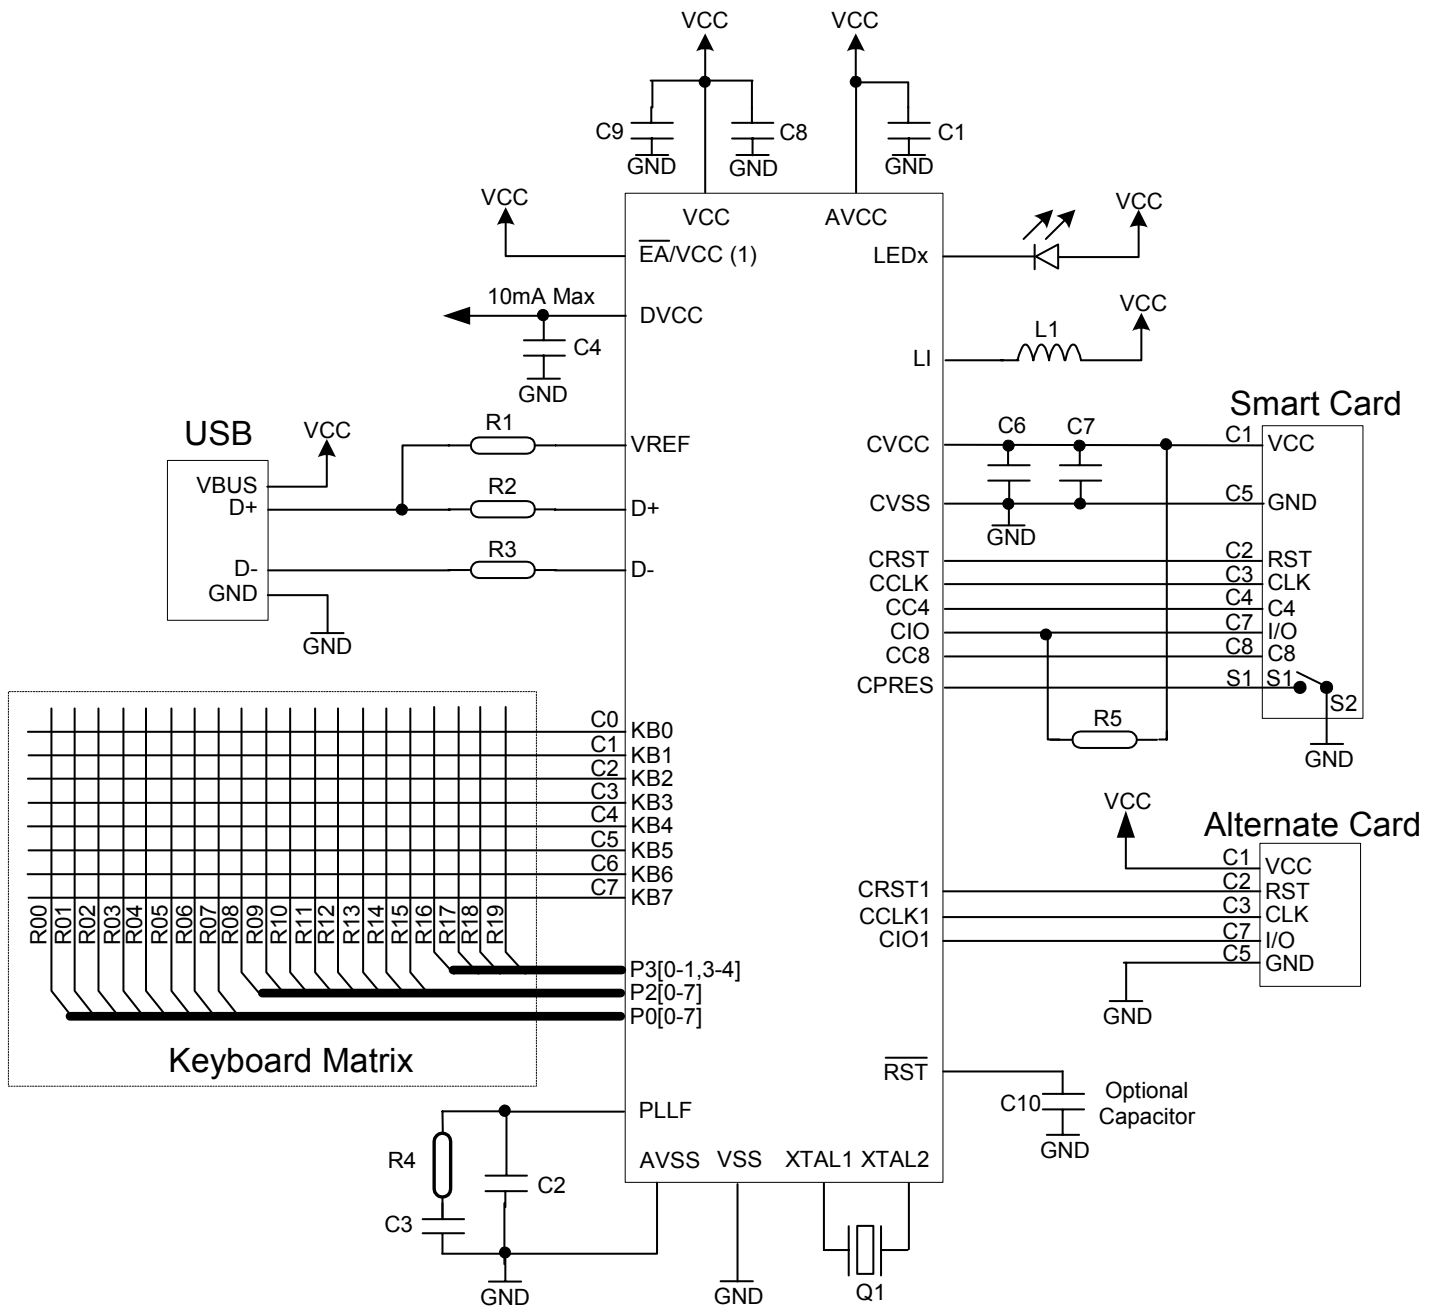 VCC
VCC
C9
C8
C1
GND
GND
GND
VCC
VCC
AVCC
VCC
EA/VCC (1)
LEDx
10mA Max
DVCC
VCC
C4
L1
LI
GND
Smart Card
USB
VCC
R1
VREF
CVCC
C6
C7
C1
VCC
VBUS
D+
R2
D+
CVSS
C5
GND
GND
D-
R3
D-
CRST
C2
RST
GND
CCLK
C3
CLK
CC4
C4
C4
GND
CIO
C7
I/O
CC8
C8
C8
CPRES
S1
S1
S2
R5
GND
C0
KB0
C1
KB1
C2
KB2
C3
KB3
C4
KB4
C5
KB5
C6
KB6
C7
KB7
R00
R01
R02
R03
R04
R05
R06
R07
R08
R09
R10
R11
R12
R13
R14
R15
R16
R17
R18
R19
P3[0-1,3-4]
P2[0-7]
P0[0-7]
Keyboard Matrix
VCC
Alternate Card
C1
VCC
CRST1
C2
RST
CCLK1
C3
CLK
CIO1
C7
I/O
C5
GND
GND
RST
C10
Optional
Capacitor
GND
PLLF
R4
C2
C3
AVSS
VSS
XTAL1
XTAL2
GND
GND
Q1